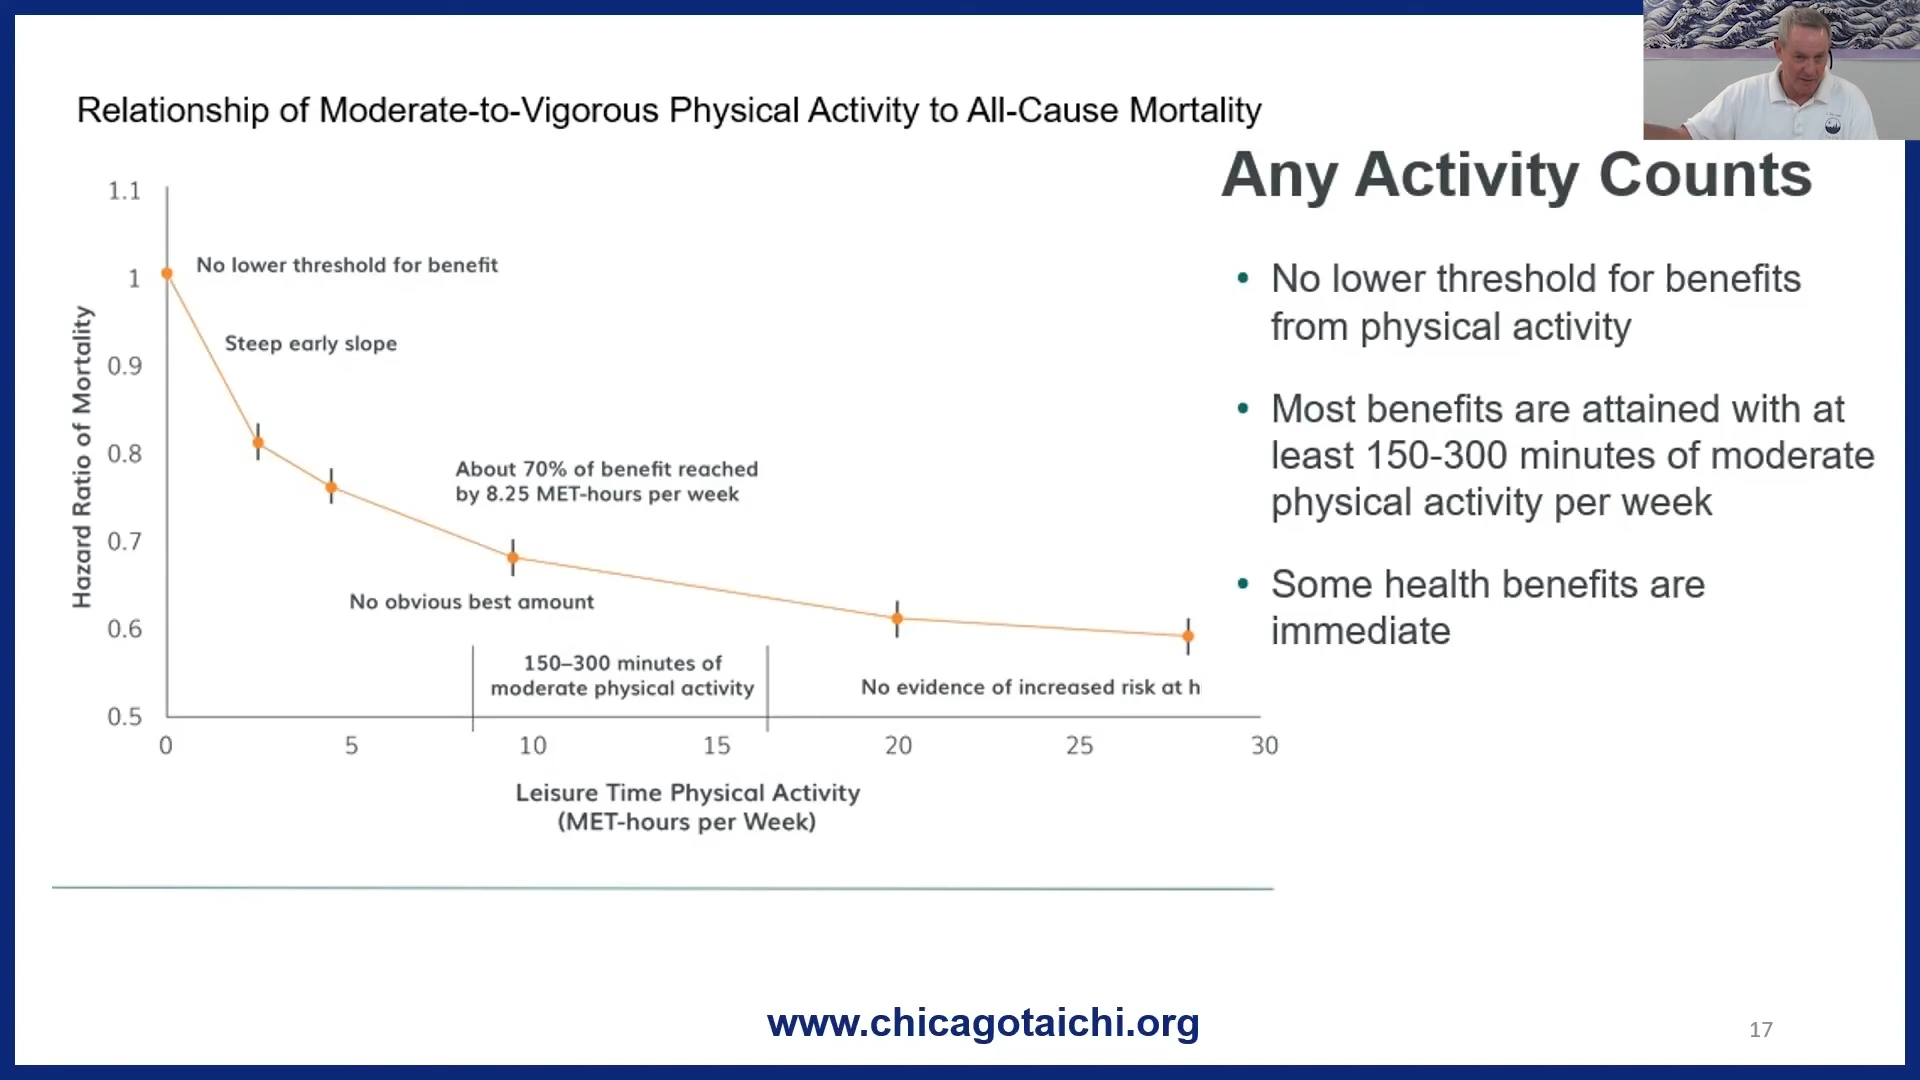 Relationship of Moderate-to-Vigorous Physical Activity to All-Cause Mortality
Any Activity Counts
1.1
1
0.9
0.8
0.7
0.6
0.5
Hazard Ratio of Mortality
No lower threshold for benefit
Steep early slope
About 70% of benefit reached
by 8.25 MET-hours per week
No obvious best amount
150–300 minutes of
moderate physical activity
No evidence of increased risk at h
0 5 10 15 20 25 30
Leisure Time Physical Activity
(MET-hours per Week)
• No lower threshold for benefits
from physical activity
• Most benefits are attained with at
least 150-300 minutes of moderate
physical activity per week
• Some health benefits are
immediate
www.chicagotaichi.org
17